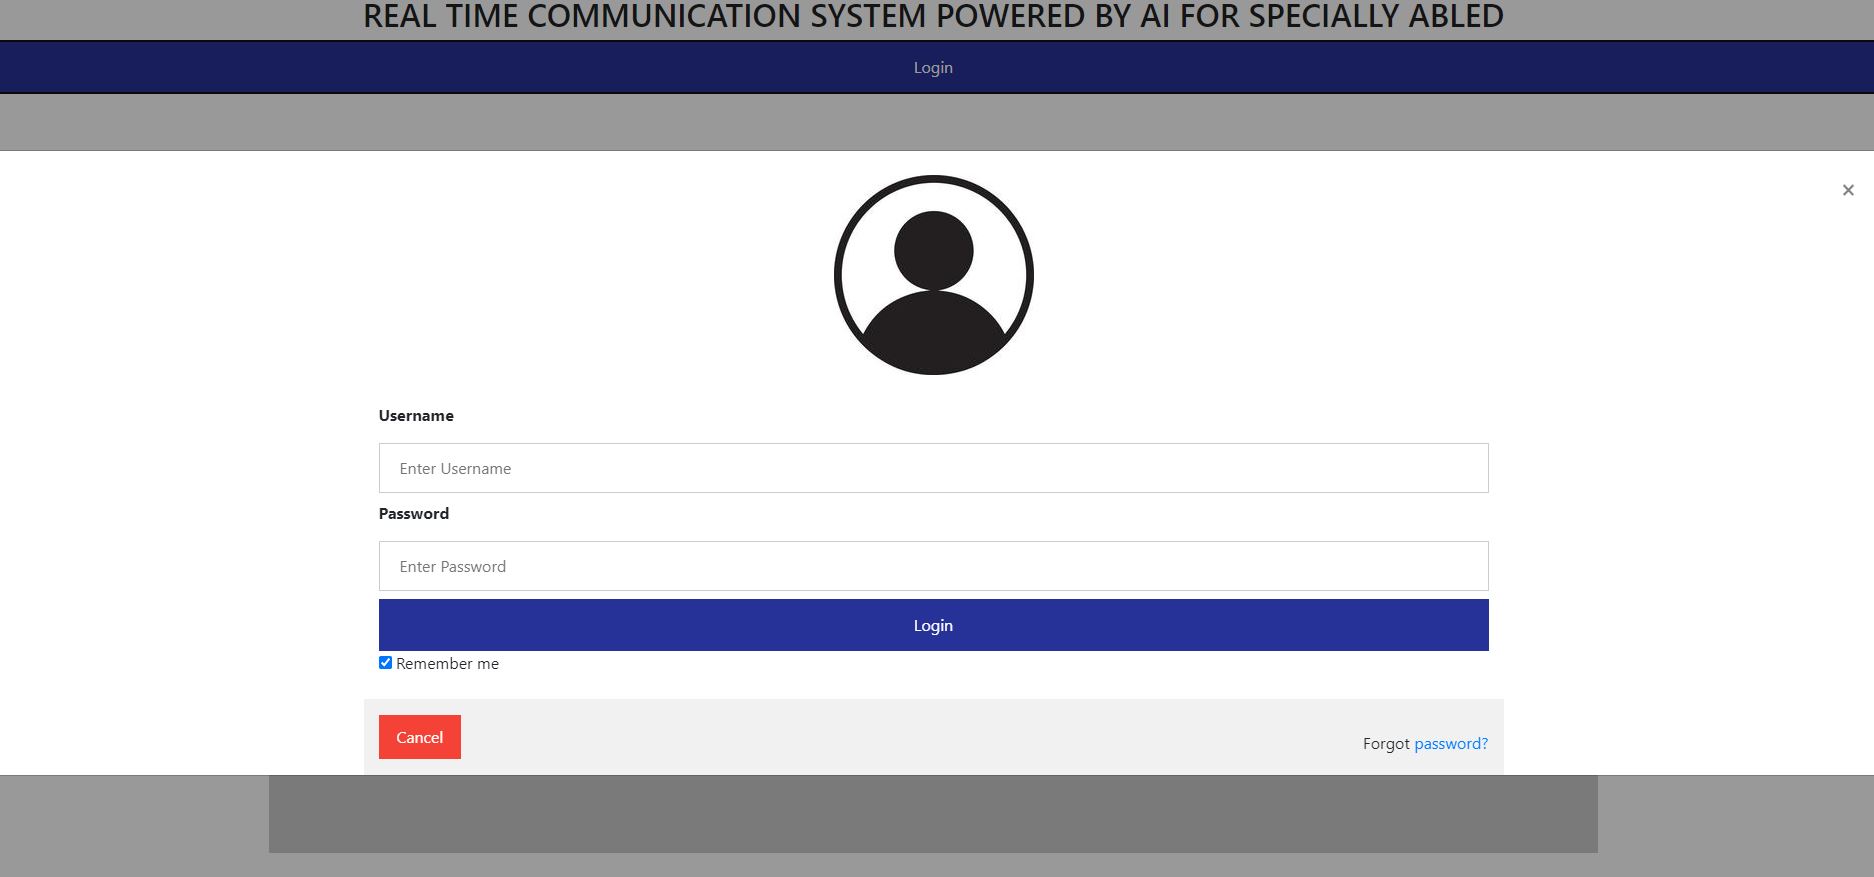 REAL TIME COMMUNICATION SYSTEM POWERED BY AI FOR SPECIALLY ABLED
Login
×
Username
Enter Username
Password
Enter Password
Login
Remember me
Cancel
Forgot password?